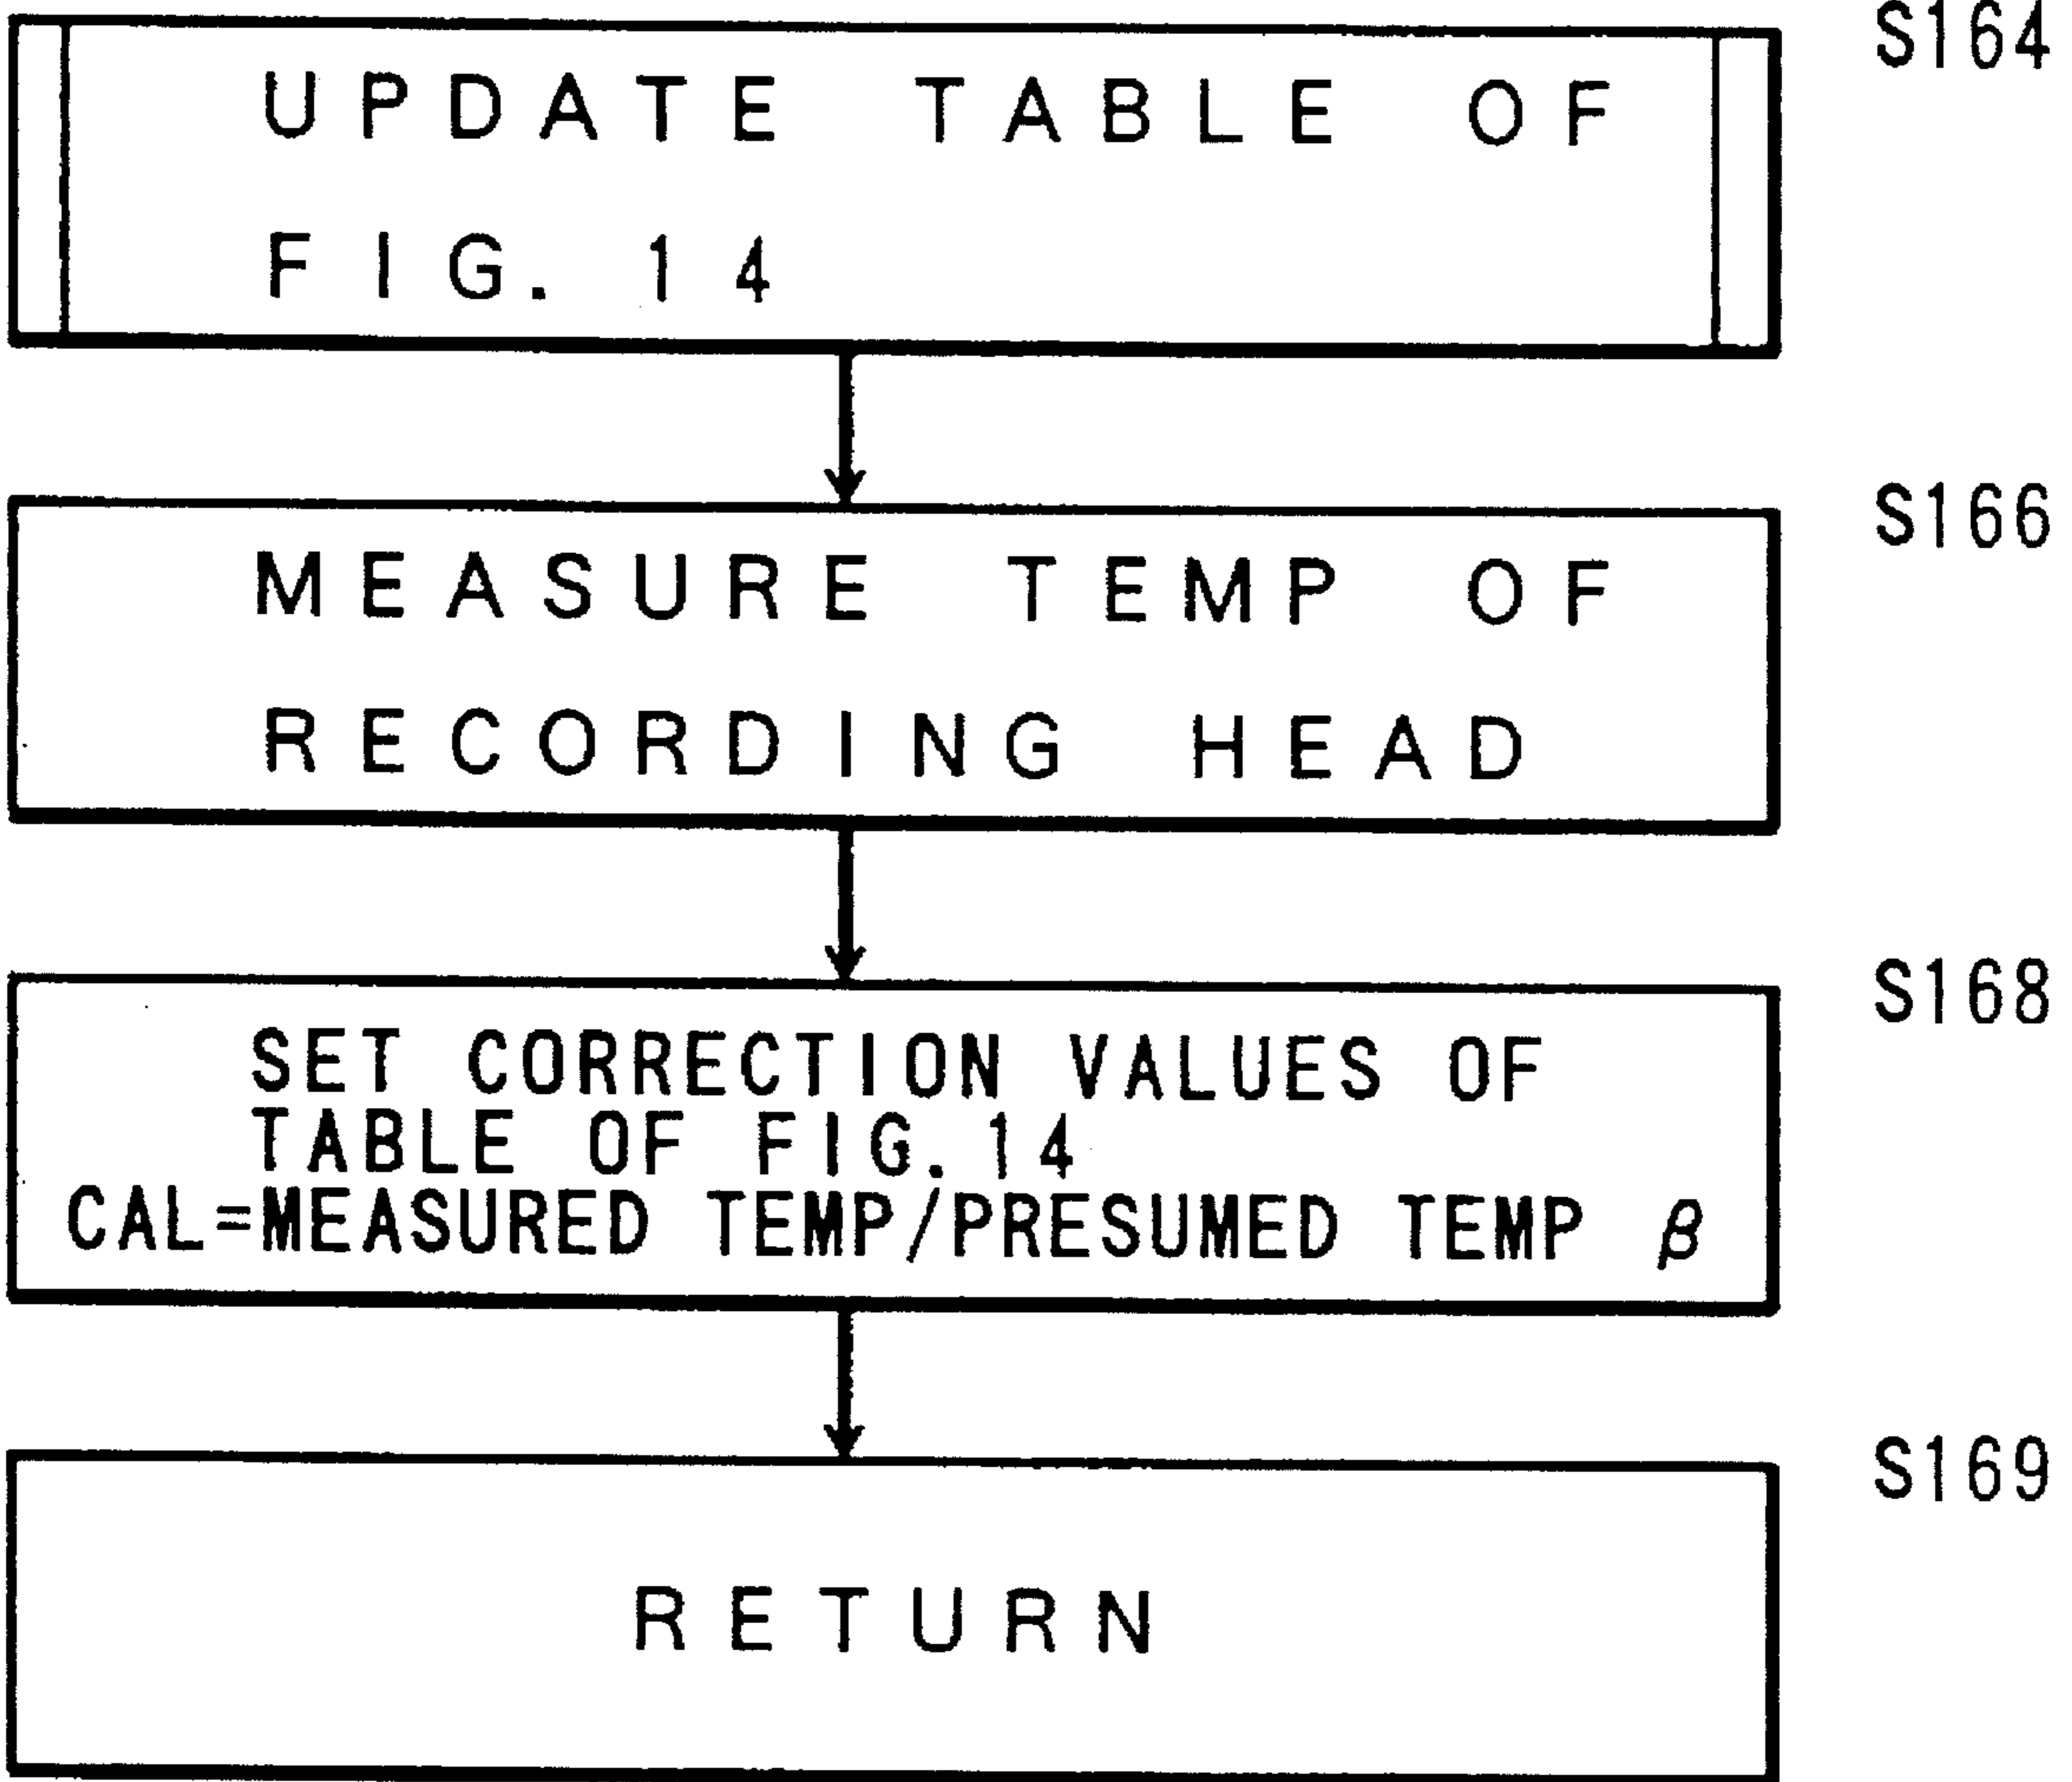 S164
UPDATE TABLE OF
FIG. 14
S166
MEASURE TEMP OF
RECORDING HEAD
S168
SET CORRECTION VALUES OF
TABLE OF FIG. 14
CAL=MEASURED TEMP/PRESUMED TEMP β
S169
RETURN